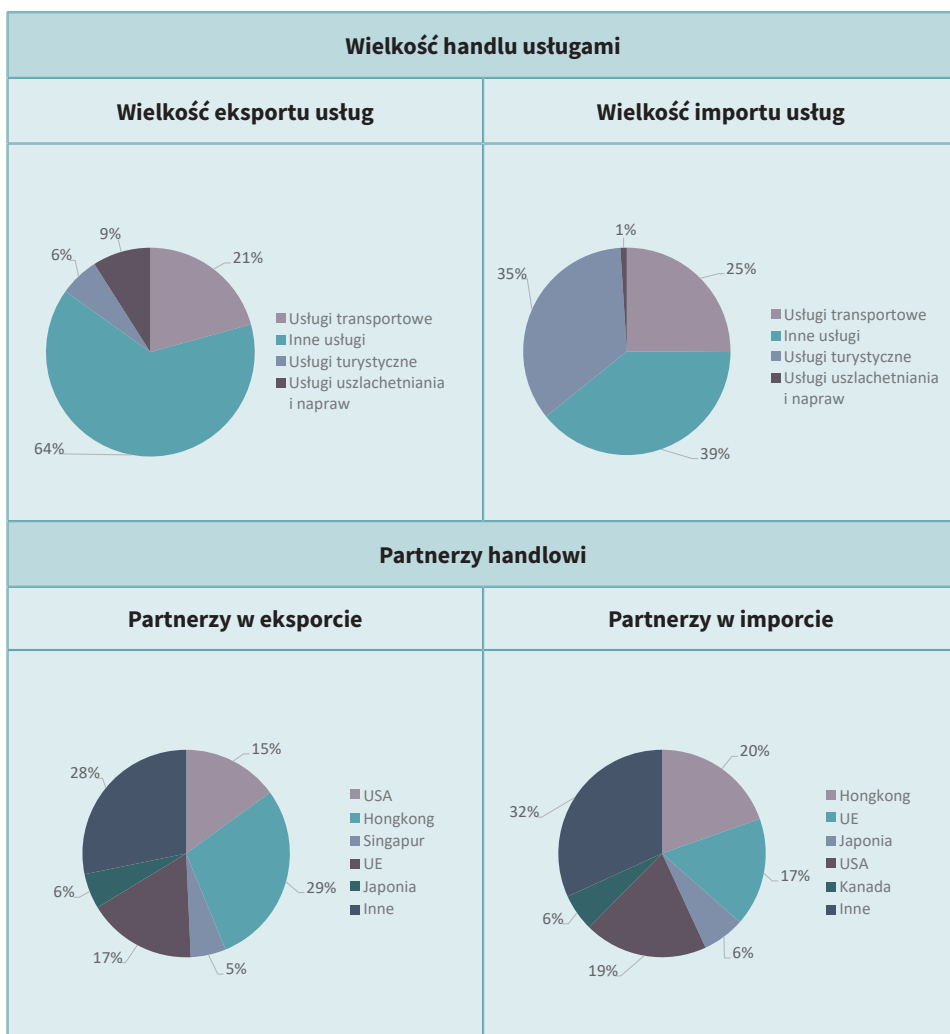 Wielkość handlu usługami
Wielkość eksportu usług
Wielkość importu usług
9%
6%
21%
64%
Usługi transportowe
Inne usługi
Usługi turystyczne
Usługi uszlachetniania
i napraw
1%
35%
25%
39%
Usługi transportowe
Inne usługi
Usługi turystyczne
Usługi uszlachetniania
i napraw
Partnerzy handlowi
Partnerzy w eksporcie
Partnerzy w imporcie
15%
28%
29%
6%
17%
5%
USA
Hongkong
Singapur
UE
Japonia
Inne
20%
32%
17%
6%
6%
19%
Hongkong
UE
Japonia
USA
Kanada
Inne